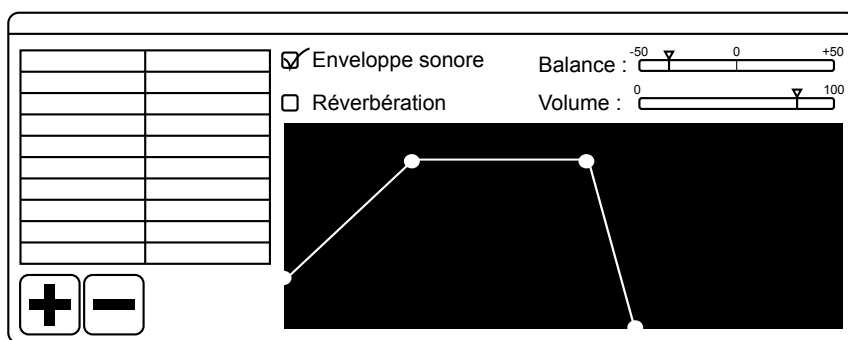 Enveloppe sonore
Balance :
-50 0 +50
Réverbération
Volume :
0 100